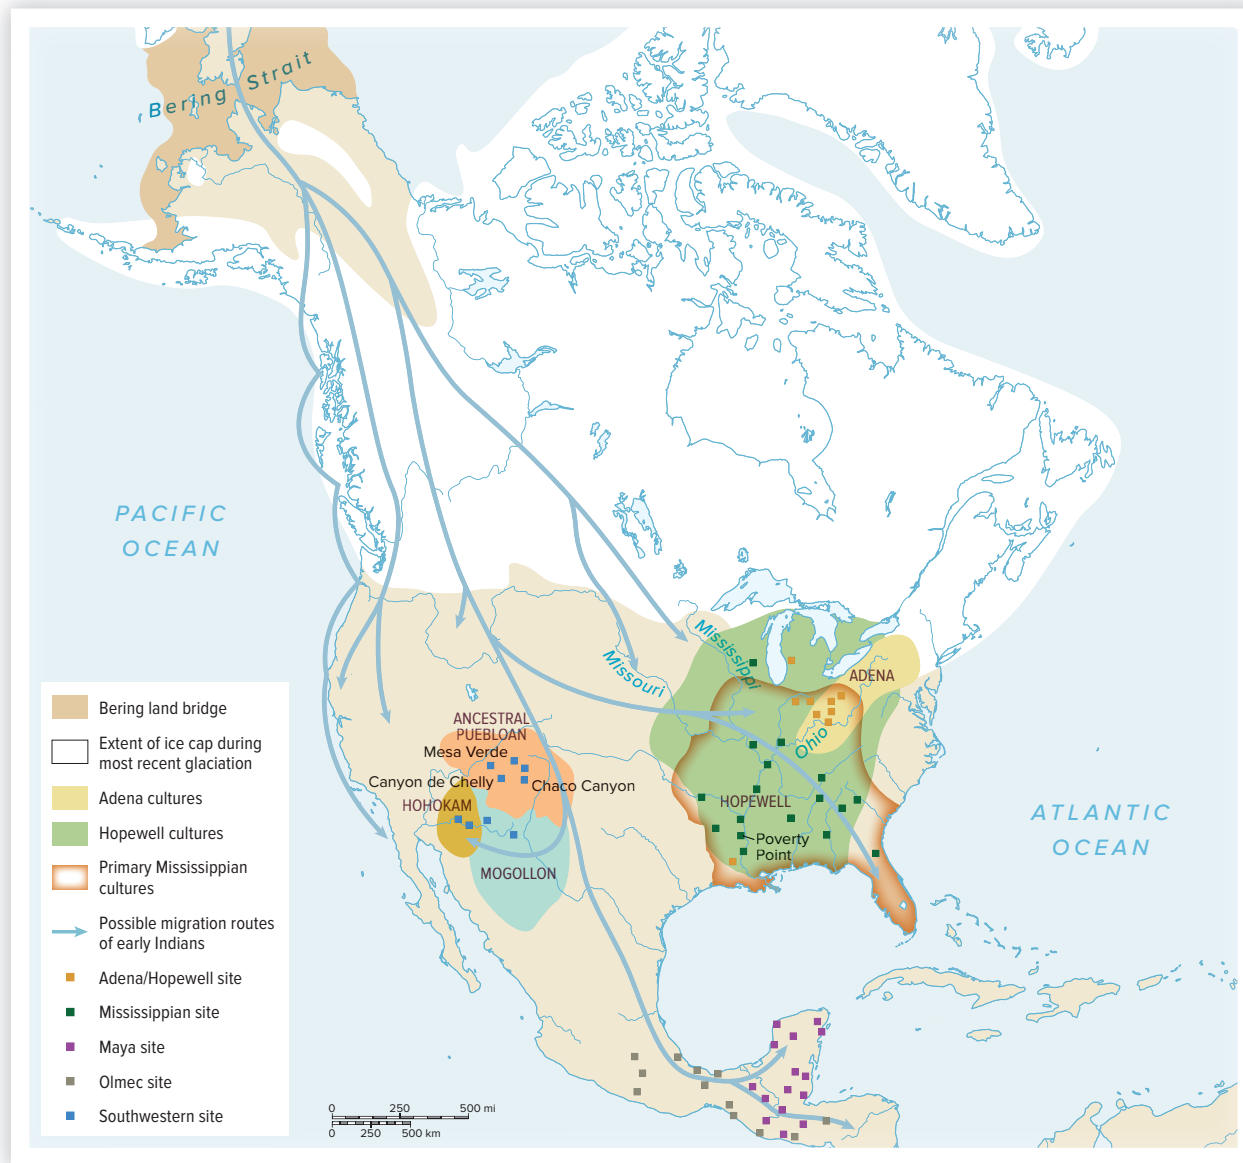 Bering Strait
PACIFIC
OCEAN
Mississippi
Missouri
ADENA
Ohio
ANCESTRAL
PUEBLOAN
Mesa Verde
Canyon de Chelly
Chaco Canyon
HOHOKAM
HOPEWELL
Poverty
Point
MOGOLLON
ATLANTIC
OCEAN
Bering land bridge
Extent of ice cap during
most recent glaciation
Adena cultures
Hopewell cultures
Primary Mississippian
cultures
Possible migration routes
of early Indians
Adena/Hopewell site
Mississippian site
Maya site
Olmec site
Southwestern site
0 250 500 mi
0 250 500 km